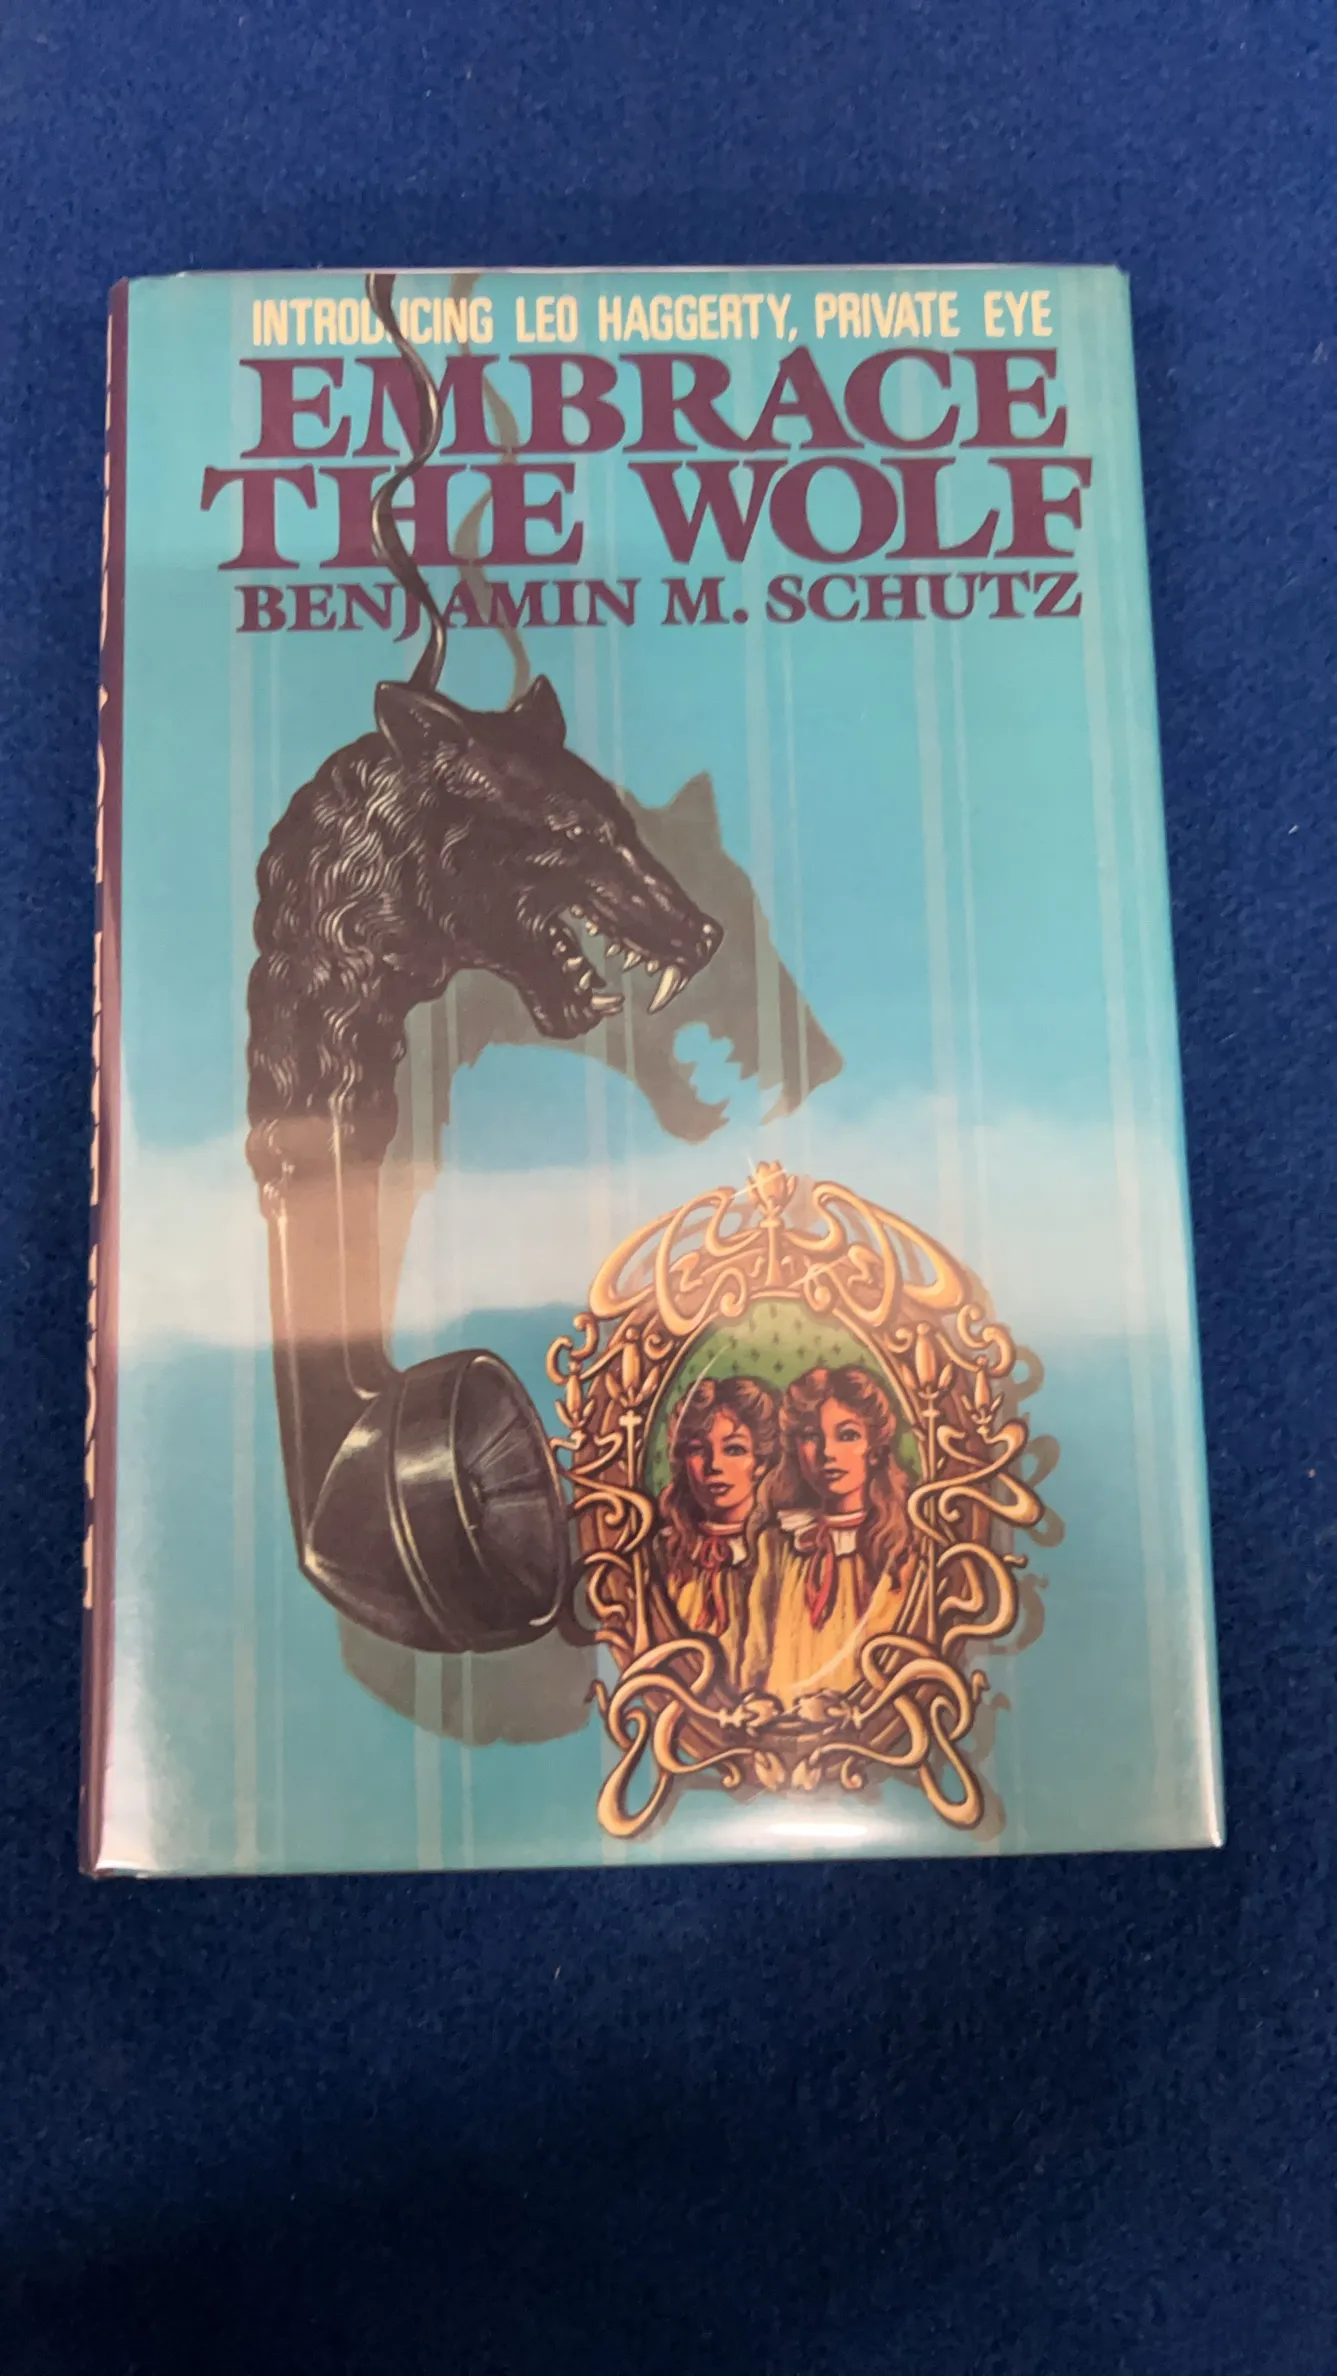 INTRODUCING LEO HAGGERTY, PRIVATE EYE
EMBRACE
THE WOLF
BENJAMIN M. SCHUTZ